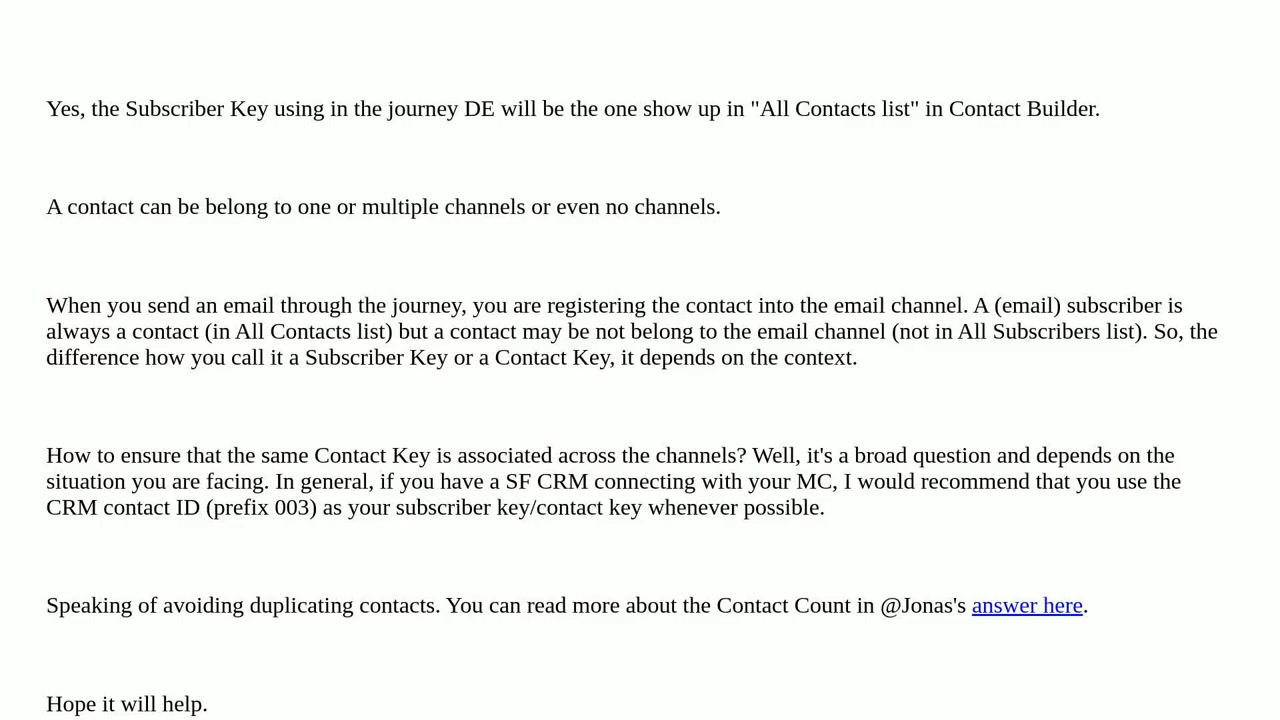 Yes, the Subscriber Key using in the journey DE will be the one show up in "All Contacts list" in Contact Builder.
A contact can be belong to one or multiple channels or even no channels.
When you send an email through the journey, you are registering the contact into the email channel. A (email) subscriber is
always a contact (in All Contacts list) but a contact may be not belong to the email channel (not in All Subscribers list). So, the
difference how you call it a Subscriber Key or a Contact Key, it depends on the context.
How to ensure that the same Contact Key is associated across the channels? Well, it's a broad question and depends on the
situation you are facing. In general, if you have a SF CRM connecting with your MC, I would recommend that you use the
CRM contact ID (prefix 003) as your subscriber key/contact key whenever possible.
Speaking of avoiding duplicating contacts. You can read more about the Contact Count in @Jonas's answer here.
Hope it will help.